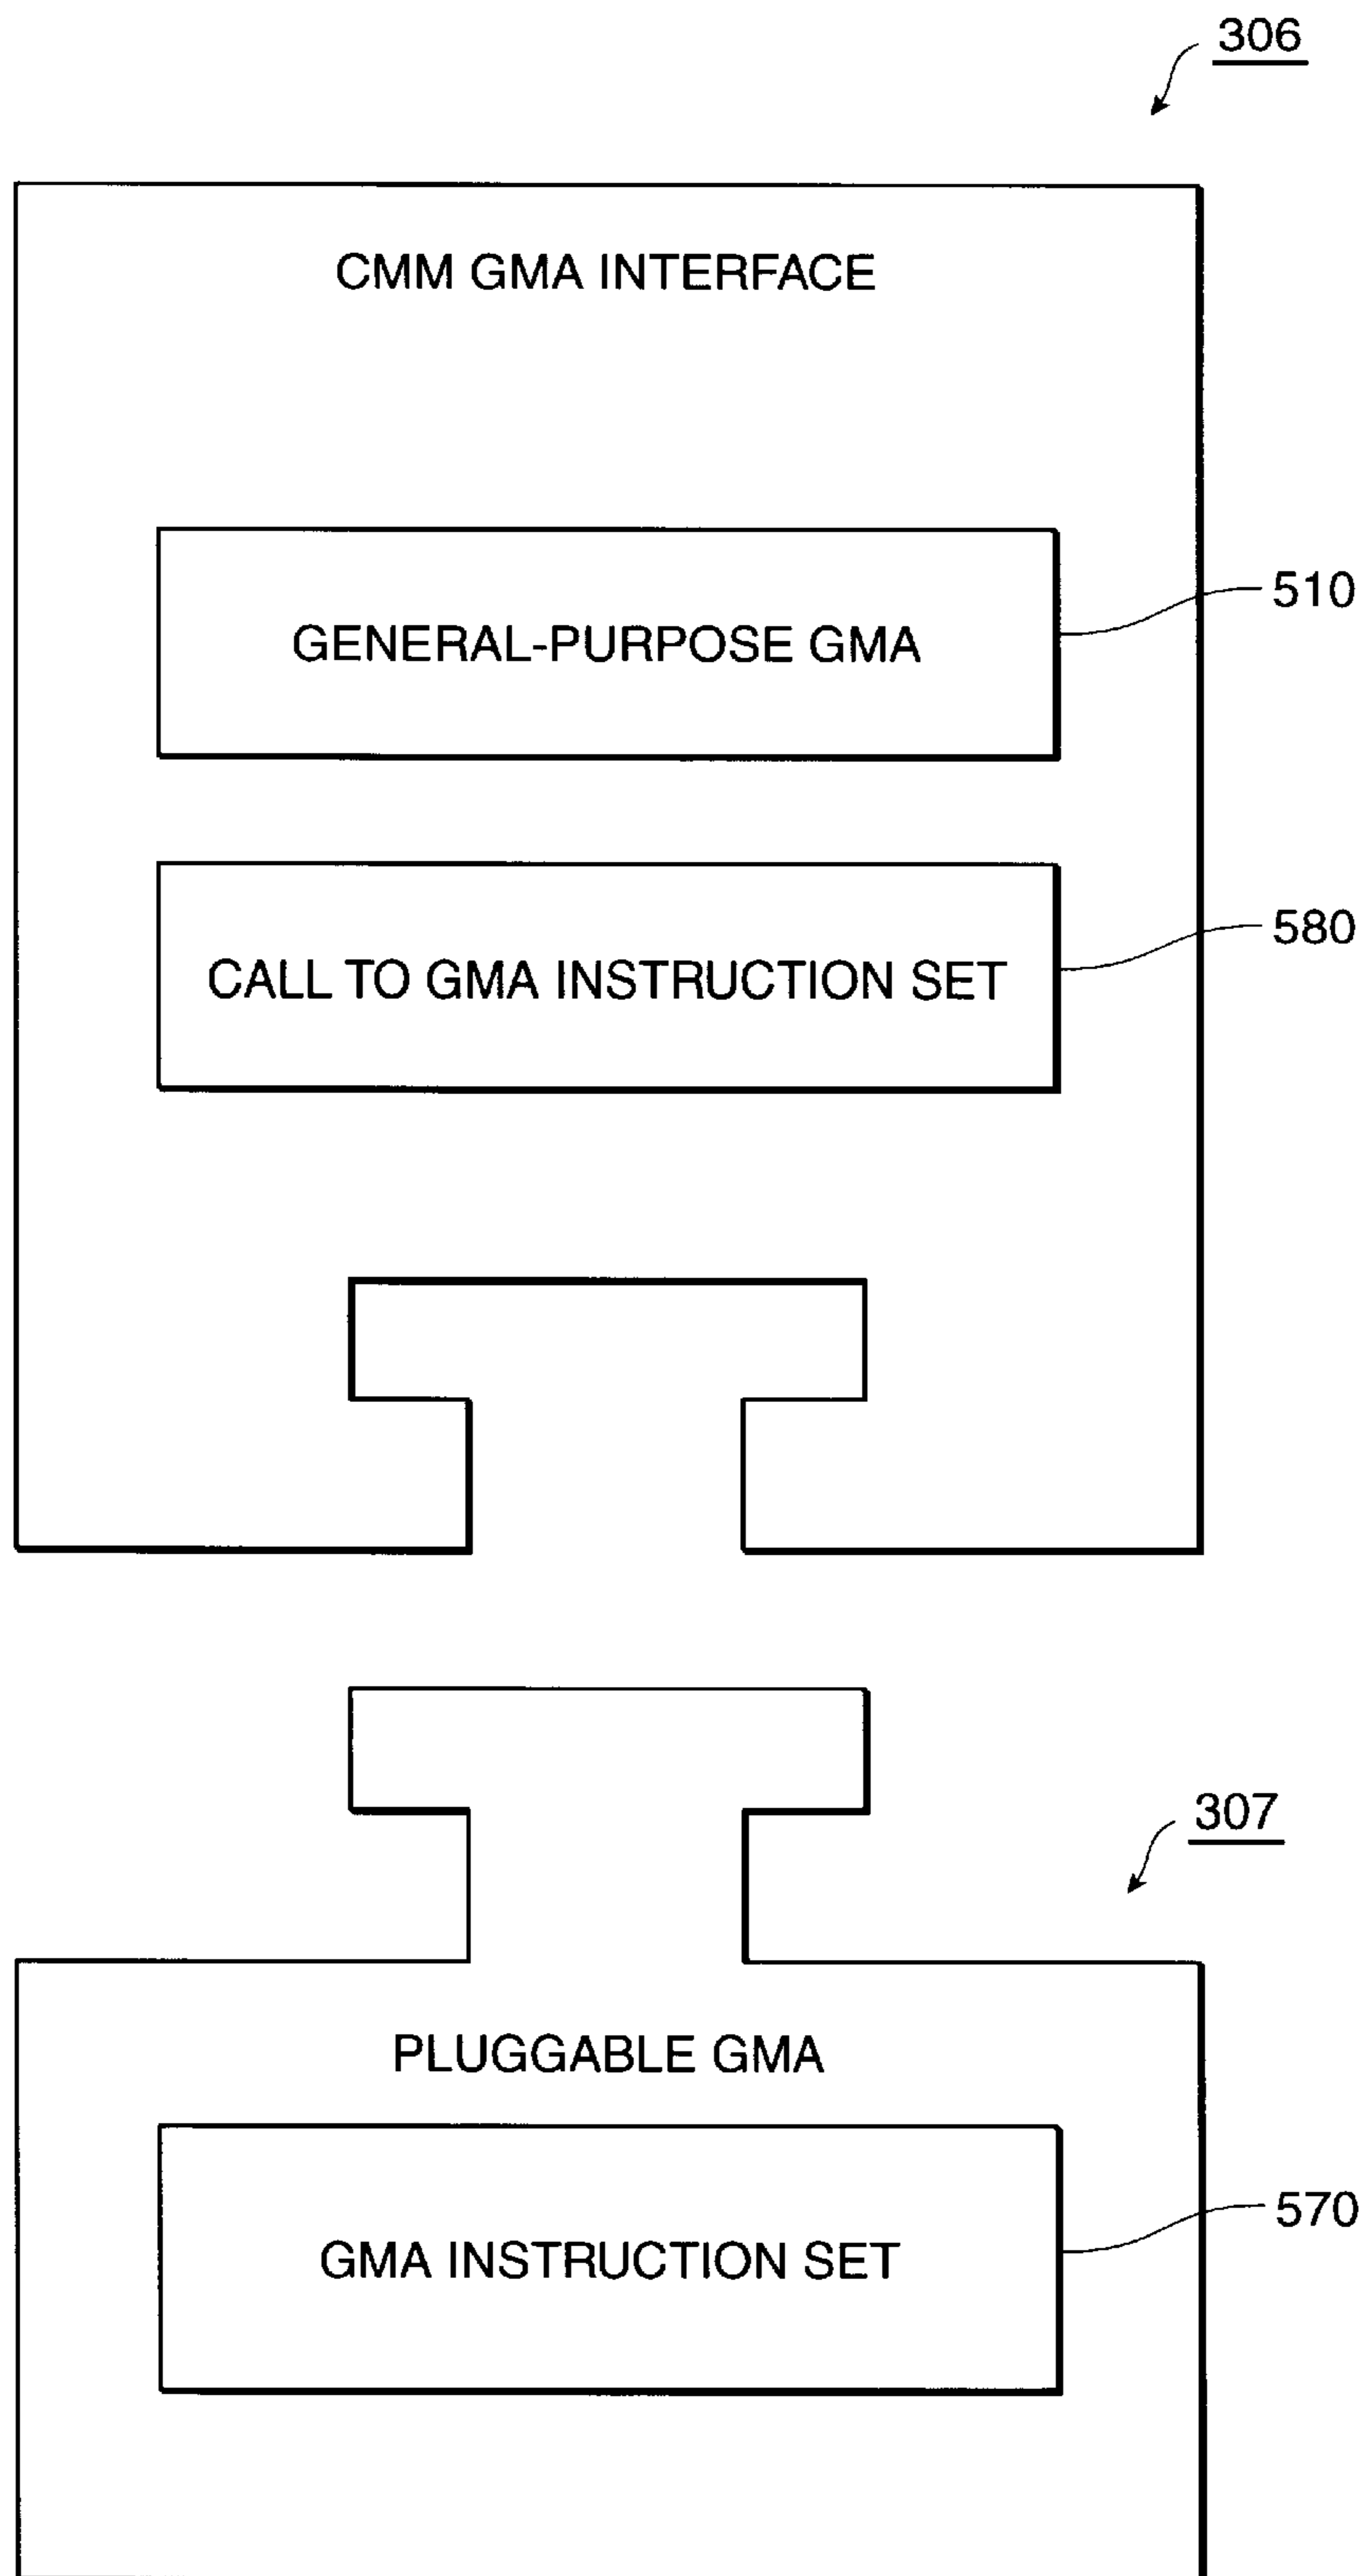 306
CMM GMA INTERFACE
GENERAL-PURPOSE GMA
510
CALL TO GMA INSTRUCTION SET
580
307
PLUGGABLE GMA
GMA INSTRUCTION SET
570